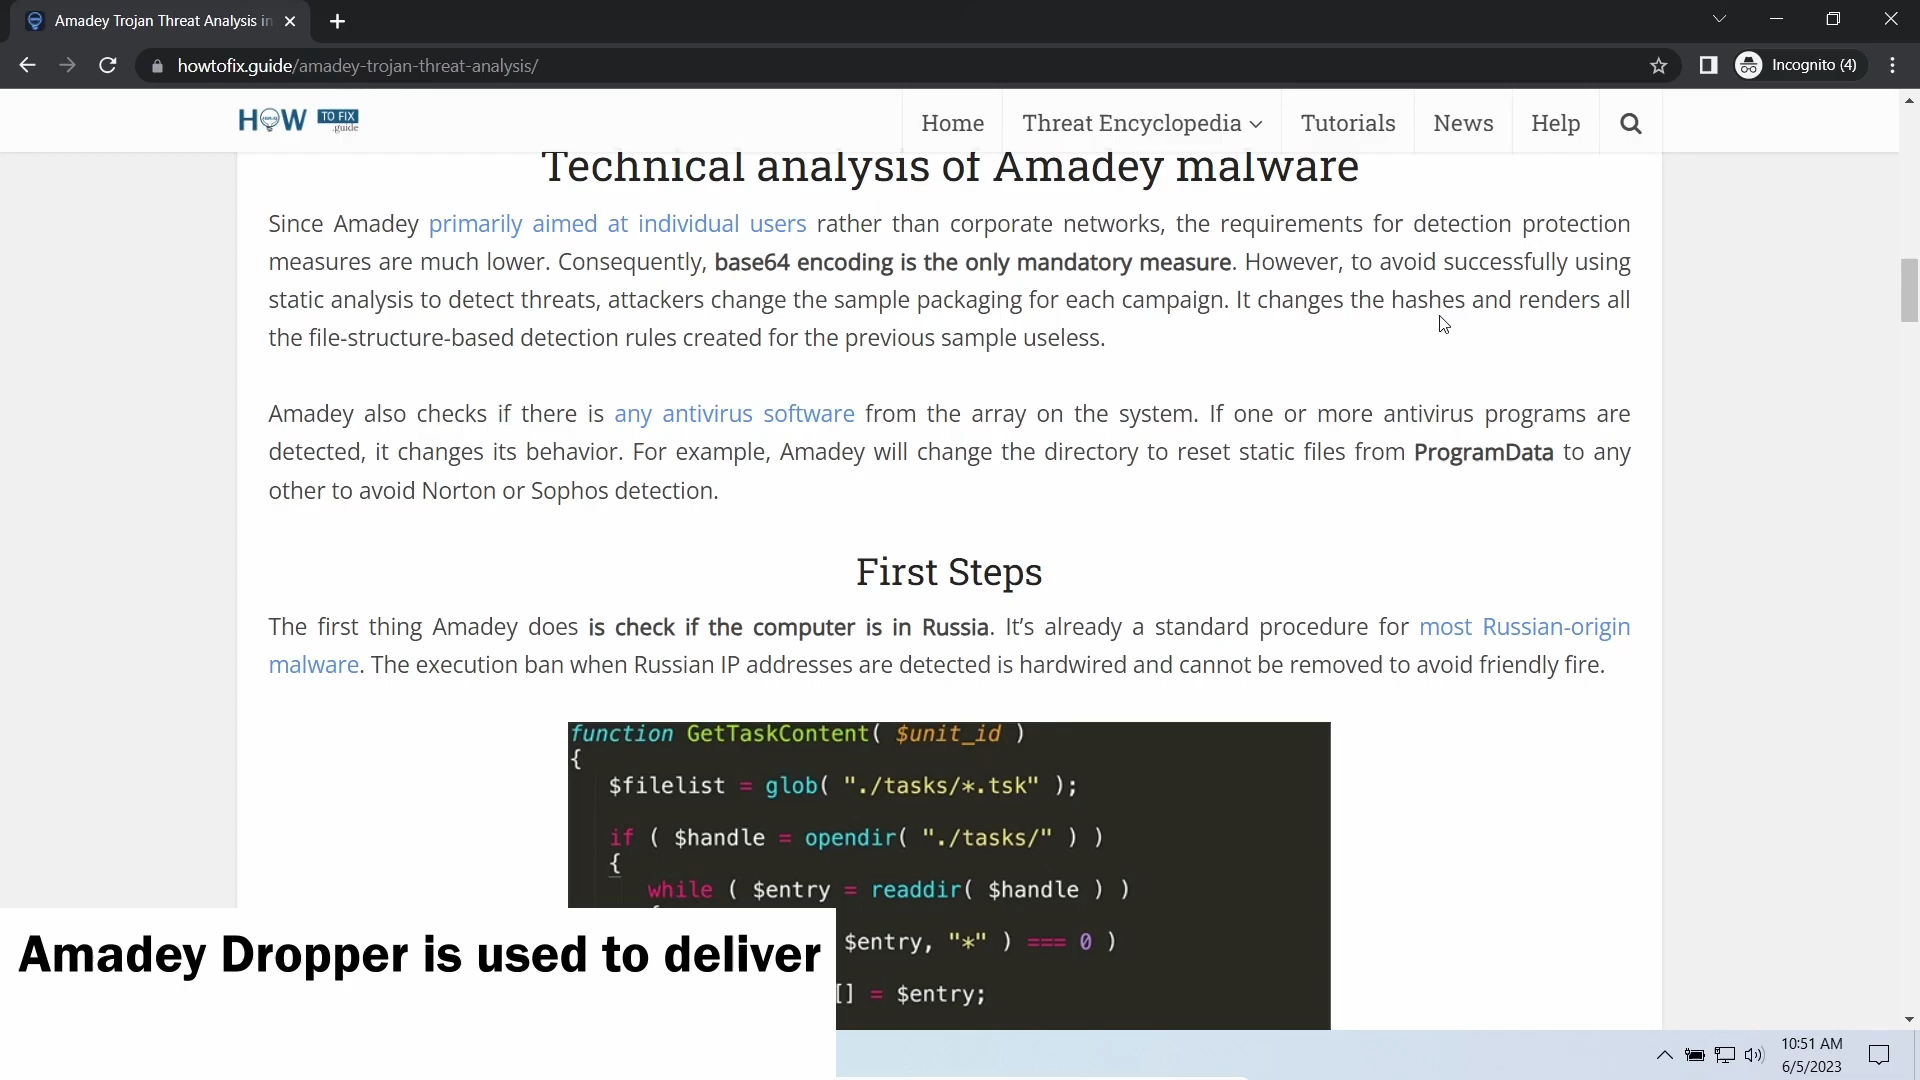 Amadey Trojan Threat Analysis in
howtofix.guide/amadey-trojan-threat-analysis/
Incognito (4)
HOW TO FIX .guide
Home Threat Encyclopedia Tutorials News Help
Technical analysis of Amadey malware
Since Amadey primarily aimed at individual users rather than corporate networks, the requirements for detection protection
measures are much lower. Consequently, base64 encoding is the only mandatory measure. However, to avoid successfully using
static analysis to detect threats, attackers change the sample packaging for each campaign. It changes the hashes and renders all
the file-structure-based detection rules created for the previous sample useless.
Amadey also checks if there is any antivirus software from the array on the system. If one or more antivirus programs are
detected, it changes its behavior. For example, Amadey will change the directory to reset static files from ProgramData to any
other to avoid Norton or Sophos detection.
First Steps
The first thing Amadey does is check if the computer is in Russia. It’s already a standard procedure for most Russian-origin
malware. The execution ban when Russian IP addresses are detected is hardwired and cannot be removed to avoid friendly fire.
function GetTaskContent( $unit_id )
{
$filelist = glob( "./tasks/*.tsk" );
if ( $handle = opendir( "./tasks/" ) )
{
while ( $entry = readdir( $handle ) )
$entry, "*" ) === 0 )
[] = $entry;
Amadey Dropper is used to deliver
10:51 AM
6/5/2023